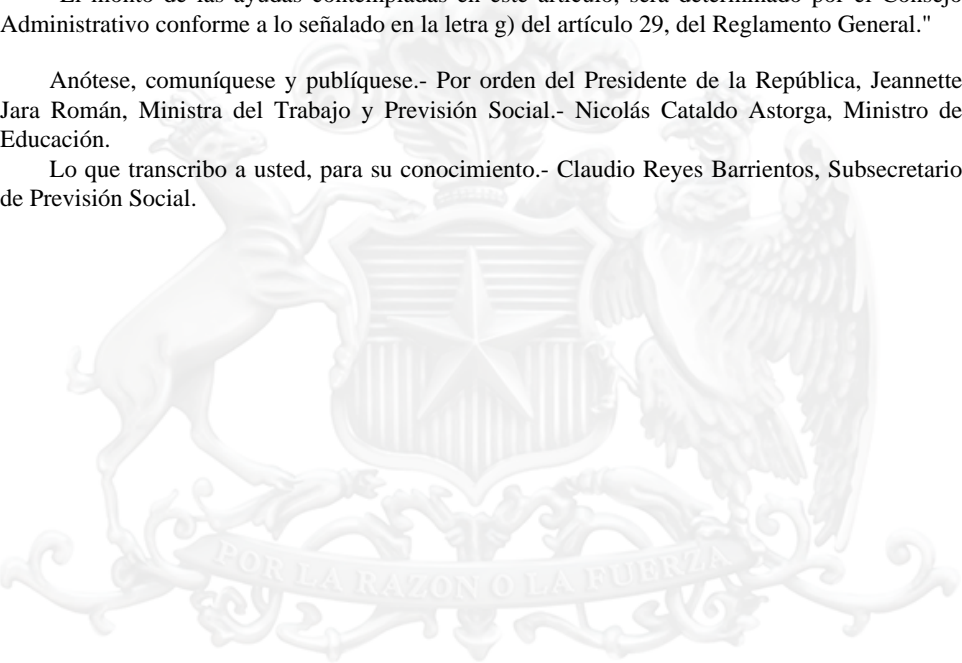 "El monto de las ayudas contempladas en este artículo, será determinado por el Consejo
Administrativo conforme a lo señalado en la letra g) del artículo 29, del Reglamento General."
Anótese, comuníquese y publíquese.- Por orden del Presidente de la República, Jeannette
Jara Román, Ministra del Trabajo y Previsión Social.- Nicolás Cataldo Astorga, Ministro de
Educación.
Lo que transcribo a usted, para su conocimiento.- Claudio Reyes Barrientos, Subsecretario
de Previsión Social.
POR LA RAZON O LA FUERZA